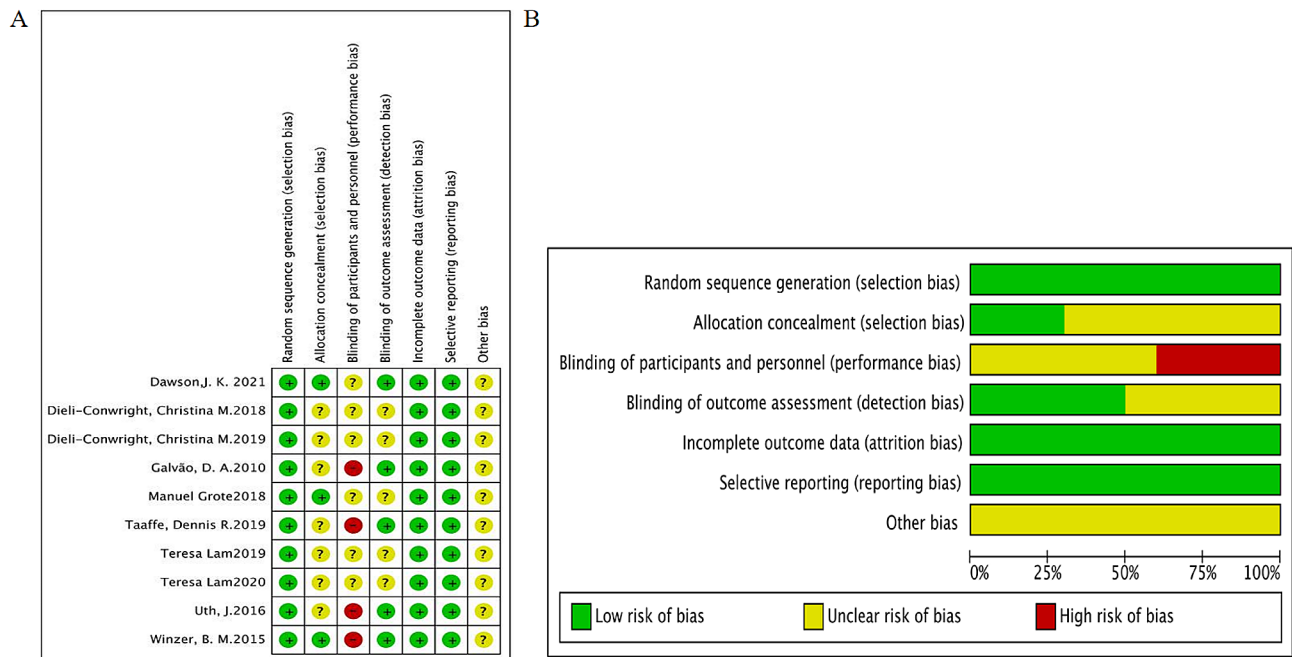 A
B
Random sequence generation (selection bias)
Allocation concealment (selection bias)
Blinding of participants and personnel (performance bias)
Blinding of outcome assessment (detection bias)
Incomplete outcome data (attrition bias)
Selective reporting (reporting bias)
Other bias
Dawson,J. K. 2021 + + ? + + + ?
Dieli-Conwright, Christina M.2018 + ? ? ? + + ?
Dieli-Conwright, Christina M.2019 + ? ? ? + + ?
Galvão, D. A.2010 + ? - + + + ?
Manuel Grote2018 + + ? ? + + ?
Taaffe, Dennis R.2019 + ? - + + + ?
Teresa Lam2019 + ? ? ? + + ?
Teresa Lam2020 + ? ? ? + + ?
Uth, J.2016 + ? - + + + ?
Winzer, B. M.2015 + + - + + + ?
Random sequence generation (selection bias)
Allocation concealment (selection bias)
Blinding of participants and personnel (performance bias)
Blinding of outcome assessment (detection bias)
Incomplete outcome data (attrition bias)
Selective reporting (reporting bias)
Other bias
0% 25% 50% 75% 100%
Low risk of bias Unclear risk of bias High risk of bias